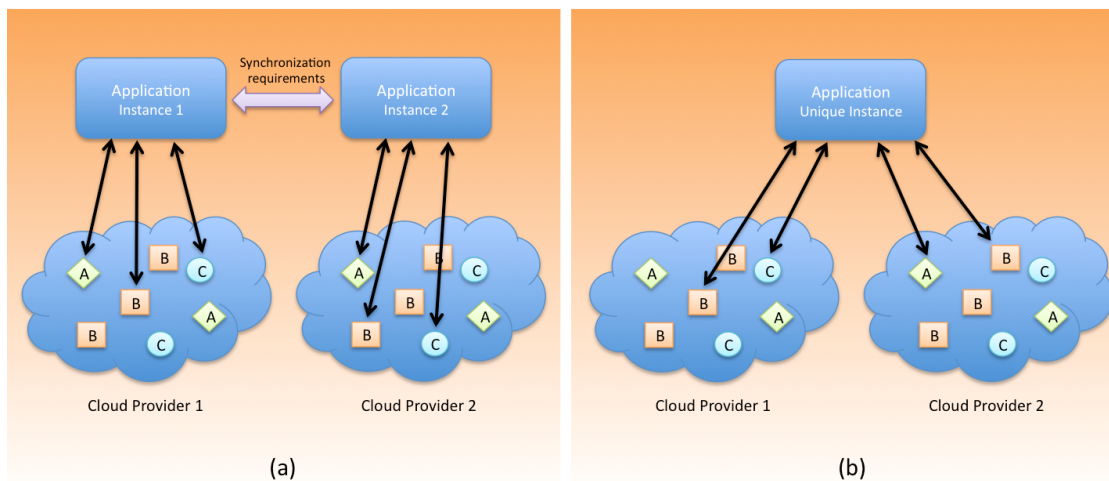 Synchronization
requirements
Application
Instance 1
Application
Instance 2
B
C
A
B
A
B
C
Cloud Provider 1
B
C
A
B
A
B
C
Cloud Provider 2
(a)
Application
Unique Instance
B
C
A
B
A
B
C
Cloud Provider 1
B
C
A
B
A
B
C
Cloud Provider 2
(b)